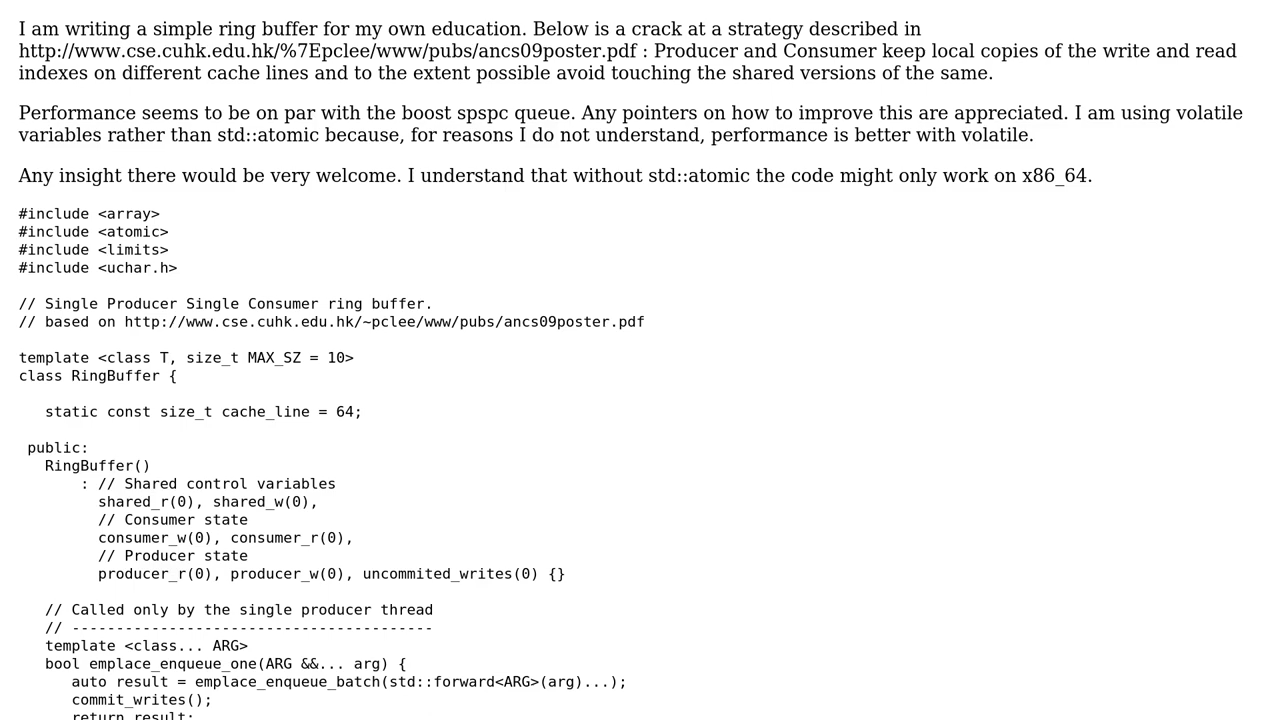 I am writing a simple ring buffer for my own education. Below is a crack at a strategy described in
http://www.cse.cuhk.edu.hk/%7Epclee/www/pubs/ancs09poster.pdf : Producer and Consumer keep local copies of the write and read
indexes on different cache lines and to the extent possible avoid touching the shared versions of the same.
Performance seems to be on par with the boost spspc queue. Any pointers on how to improve this are appreciated. I am using volatile
variables rather than std::atomic because, for reasons I do not understand, performance is better with volatile.
Any insight there would be very welcome. I understand that without std::atomic the code might only work on x86_64.
#include <array>
#include <atomic>
#include <limits>
#include <uchar.h>
// Single Producer Single Consumer ring buffer.
// based on http://www.cse.cuhk.edu.hk/~pclee/www/pubs/ancs09poster.pdf
template <class T, size_t MAX_SZ = 10>
class RingBuffer {
   static const size_t cache_line = 64;
 public:
   RingBuffer()
       : // Shared control variables
         shared_r(0), shared_w(0),
         // Consumer state
         consumer_w(0), consumer_r(0),
         // Producer state
         producer_r(0), producer_w(0), uncommited_writes(0) {}
   // Called only by the single producer thread
   // -----------------------------------------
   template <class... ARG>
   bool emplace_enqueue_one(ARG &&... arg) {
      auto result = emplace_enqueue_batch(std::forward<ARG>(arg)...);
      commit_writes();
      return result;